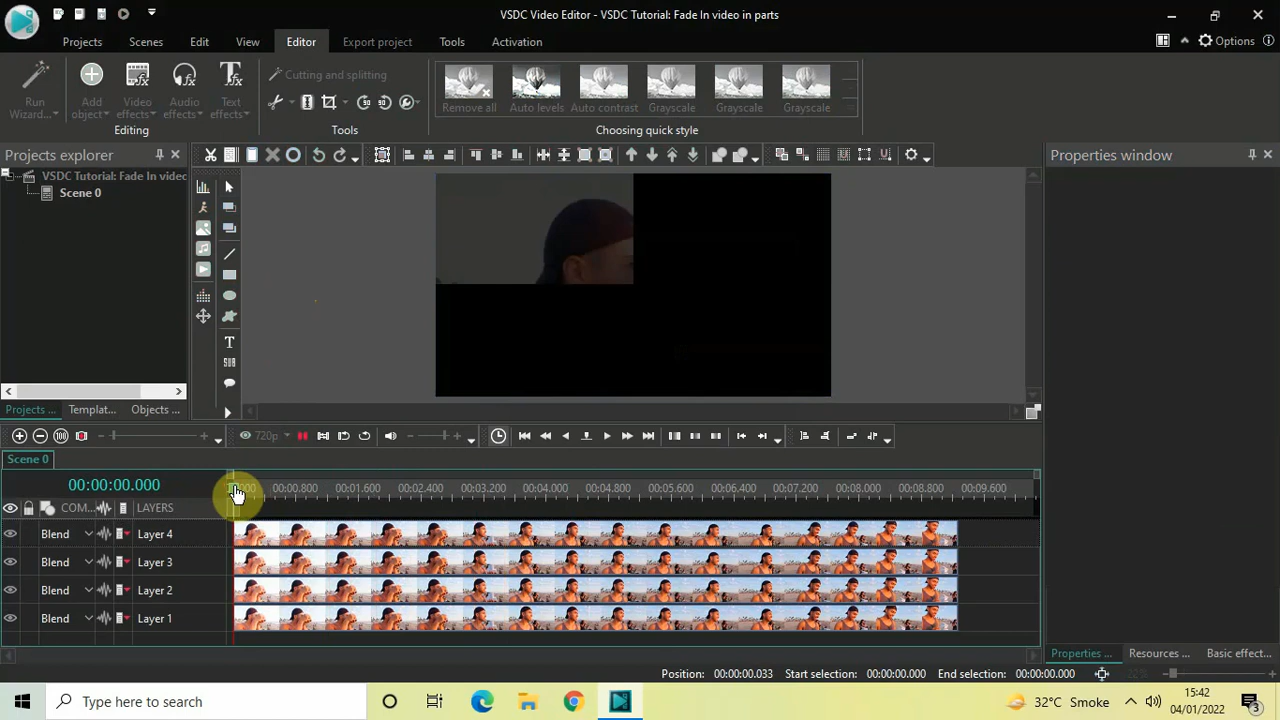 VSDC Video Editor - VSDC Tutorial: Fade In video in parts
Projects Scenes Edit View Editor Export project Tools Activation Options
Run Wizard... Add object Video effects Audio effects Text effects
Cutting and splitting
Remove all Auto levels Auto contrast Grayscale Grayscale Grayscale
Editing Tools Choosing quick style
Projects explorer
Properties window
VSDC Tutorial: Fade In video
Scene 0
T
SUB
Projects ... Templat... Objects ...
720p
Scene 0
00:00:00.000
000 00:00.800 00:01.600 00:02.400 00:03.200 00:04.000 00:04.800 00:05.600 00:06.400 00:07.200 00:08.000 00:08.800 00:09.600
COM... LAYERS
Blend Layer 4
Blend Layer 3
Blend Layer 2
Blend Layer 1
Properties ... Resources ... Basic effect...
Position: 00:00:00.033 Start selection: 00:00:00.000 End selection: 00:00:00.000
Type here to search
32°C Smoke
15:42
04/01/2022
3